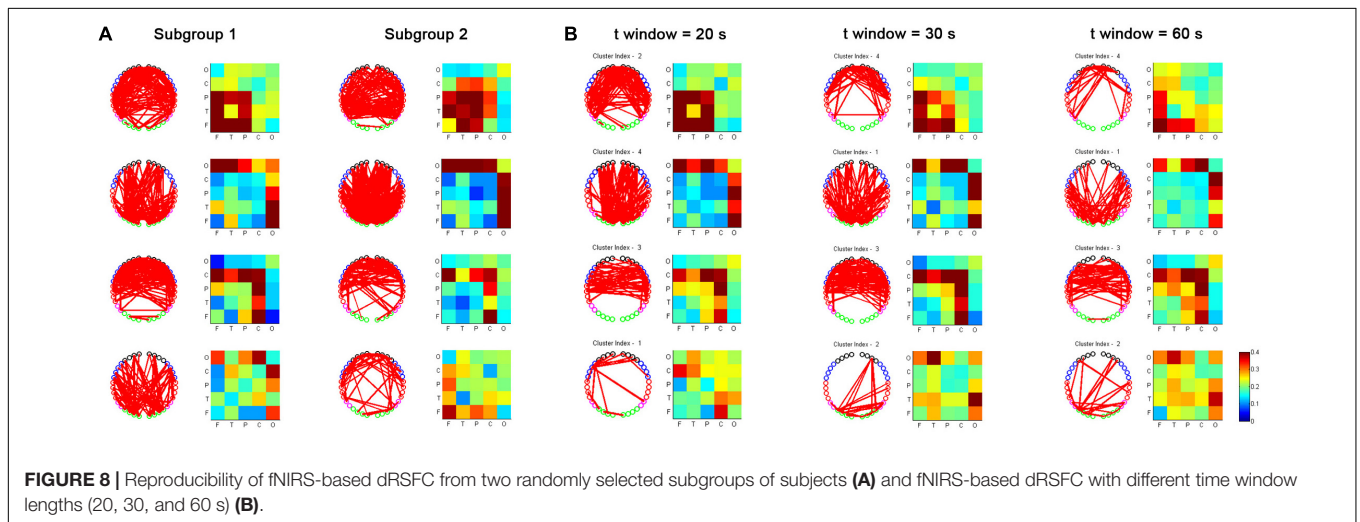 A Subgroup 1 Subgroup 2 B t window = 20 s t window = 30 s t window = 60 s
Cluster Index - 2 Cluster Index - 4 Cluster Index - 4
O O O O O
C C C C C
P P P P P
T T T T T
F F F F F
F T P C O F T P C O F T P C O F T P C O F T P C O
Cluster Index - 4 Cluster Index - 1 Cluster Index - 1
O O O O O
C C C C C
P P P P P
T T T T T
F F F F F
F T P C O F T P C O F T P C O F T P C O F T P C O
Cluster Index - 3 Cluster Index - 3 Cluster Index - 3
O O O O O
C C C C C
P P P P P
T T T T T
F F F F F
F T P C O F T P C O F T P C O F T P C O F T P C O
Cluster Index - 1 Cluster Index - 2 Cluster Index - 2
O O O O O 0.4
C C C C C 0.3
P P P P P 0.2
T T T T T 0.1
F F F F F 0
F T P C O F T P C O F T P C O F T P C O F T P C O
FIGURE 8 | Reproducibility of fNIRS-based dRSFC from two randomly selected subgroups of subjects (A) and fNIRS-based dRSFC with different time window
lengths (20, 30, and 60 s) (B).